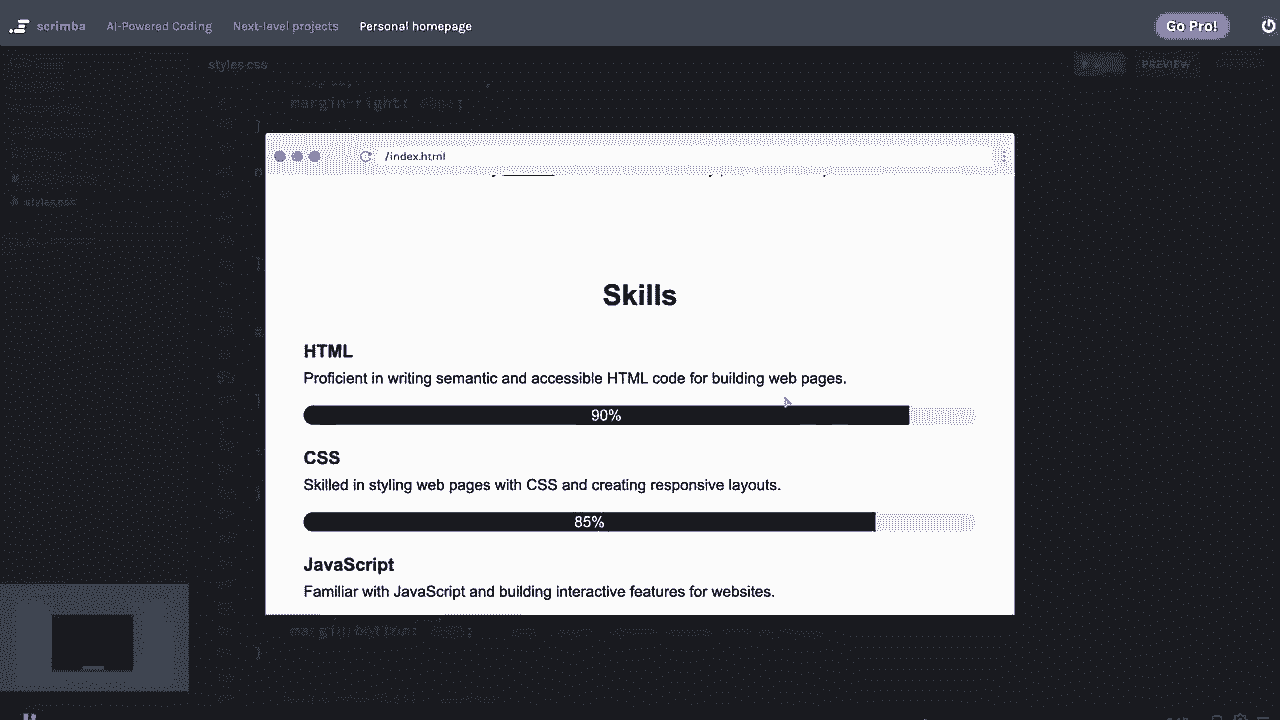 scrimba AI-Powered Coding Next-level projects Personal homepage Go Pro!
styles.css PREVIEW
margin-right:
/index.html
Skills
HTML
Proficient in writing semantic and accessible HTML code for building web pages.
90%
styles.css
CSS
Skilled in styling web pages with CSS and creating responsive layouts.
85%
JavaScript
Familiar with JavaScript and building interactive features for websites.
margin-bottom:
}